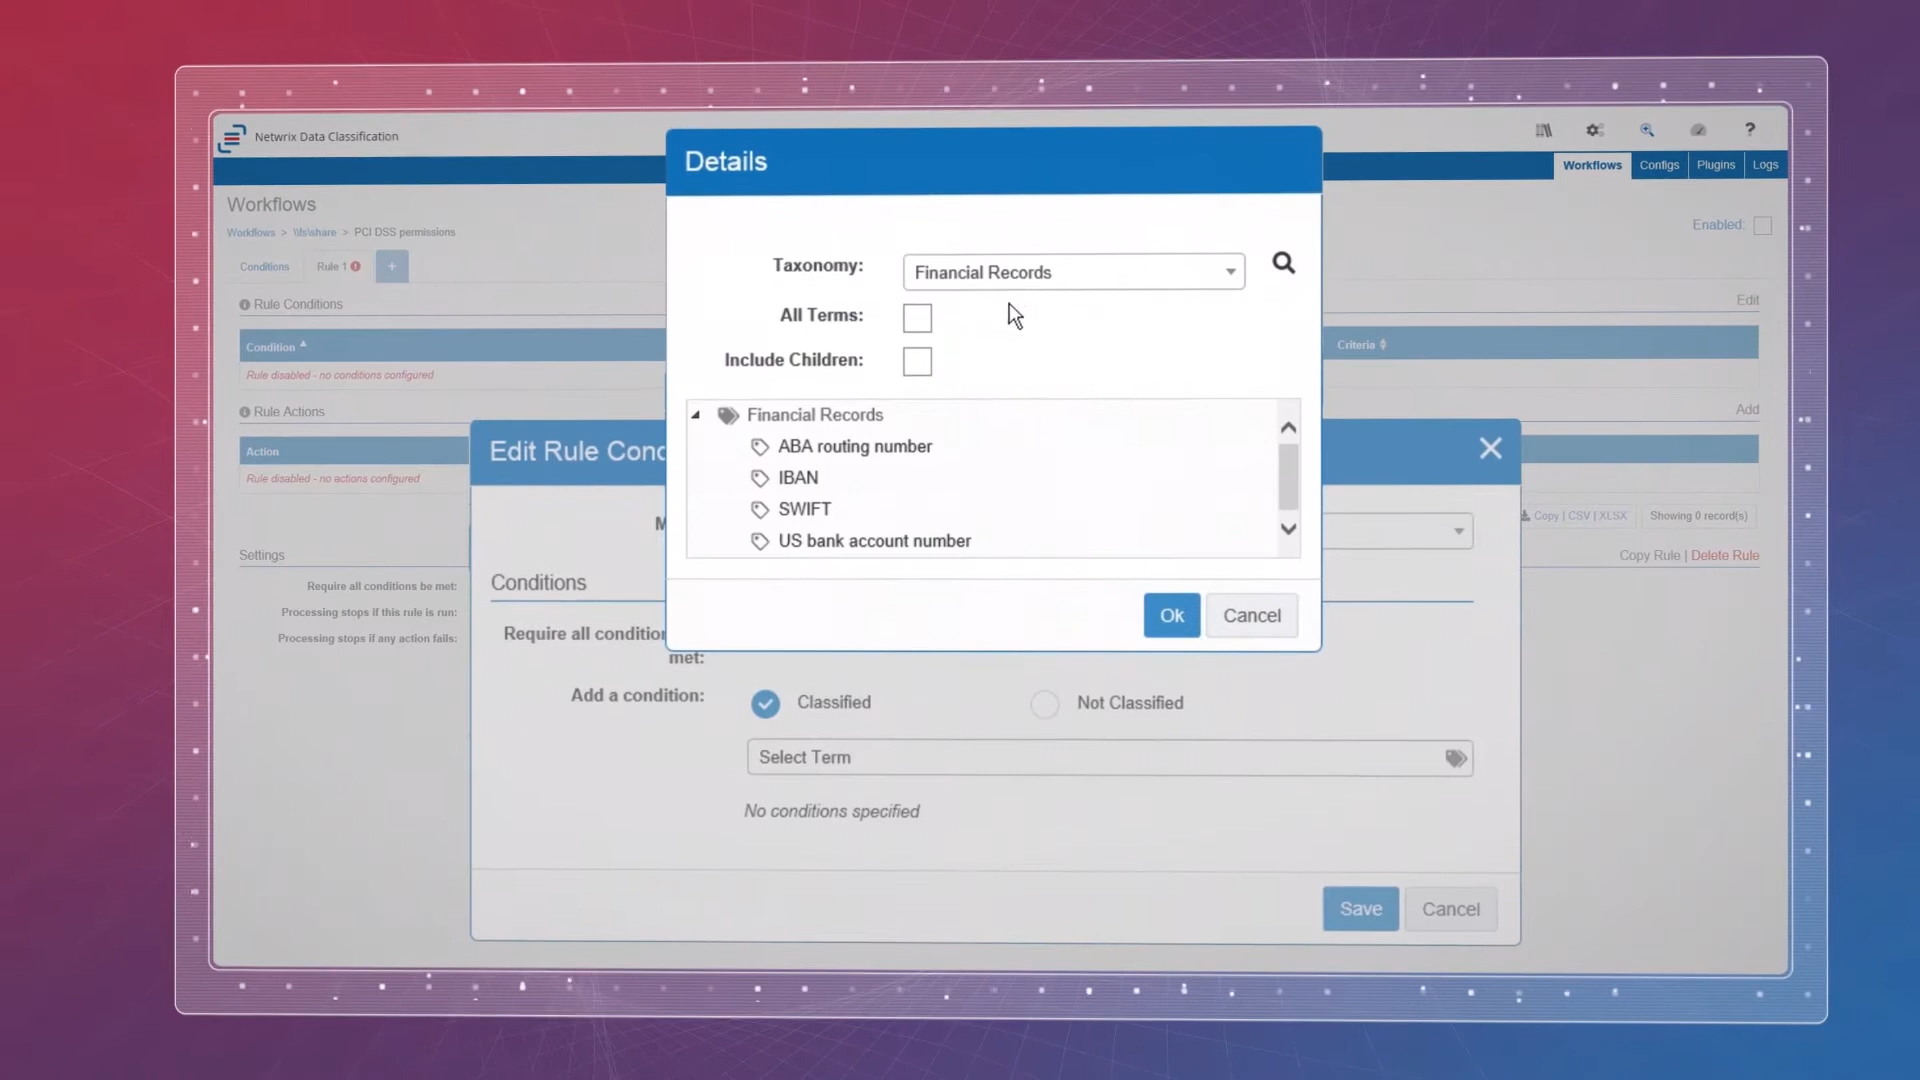 Netwrix Data Classification
?
Workflows Configs Plugins Logs
Workflows
Enabled:
Workflows > \\fs\share > PCI DSS permissions
Conditions Rule 1 +
Rule Conditions Edit
Condition Criteria
Rule disabled - no conditions configured
Rule Actions Add
Action
Rule disabled - no actions configured
Copy | CSV | XLSX Showing 0 record(s)
Settings Copy Rule | Delete Rule
Require all conditions be met:
Processing stops if this rule is run:
Processing stops if any action fails:
Edit Rule Conc
M
Conditions
Require all condition
met:
Add a condition: Classified Not Classified
Select Term
No conditions specified
Save Cancel
Details
Taxonomy: Financial Records
All Terms:
Include Children:
Financial Records
ABA routing number
IBAN
SWIFT
US bank account number
Ok Cancel